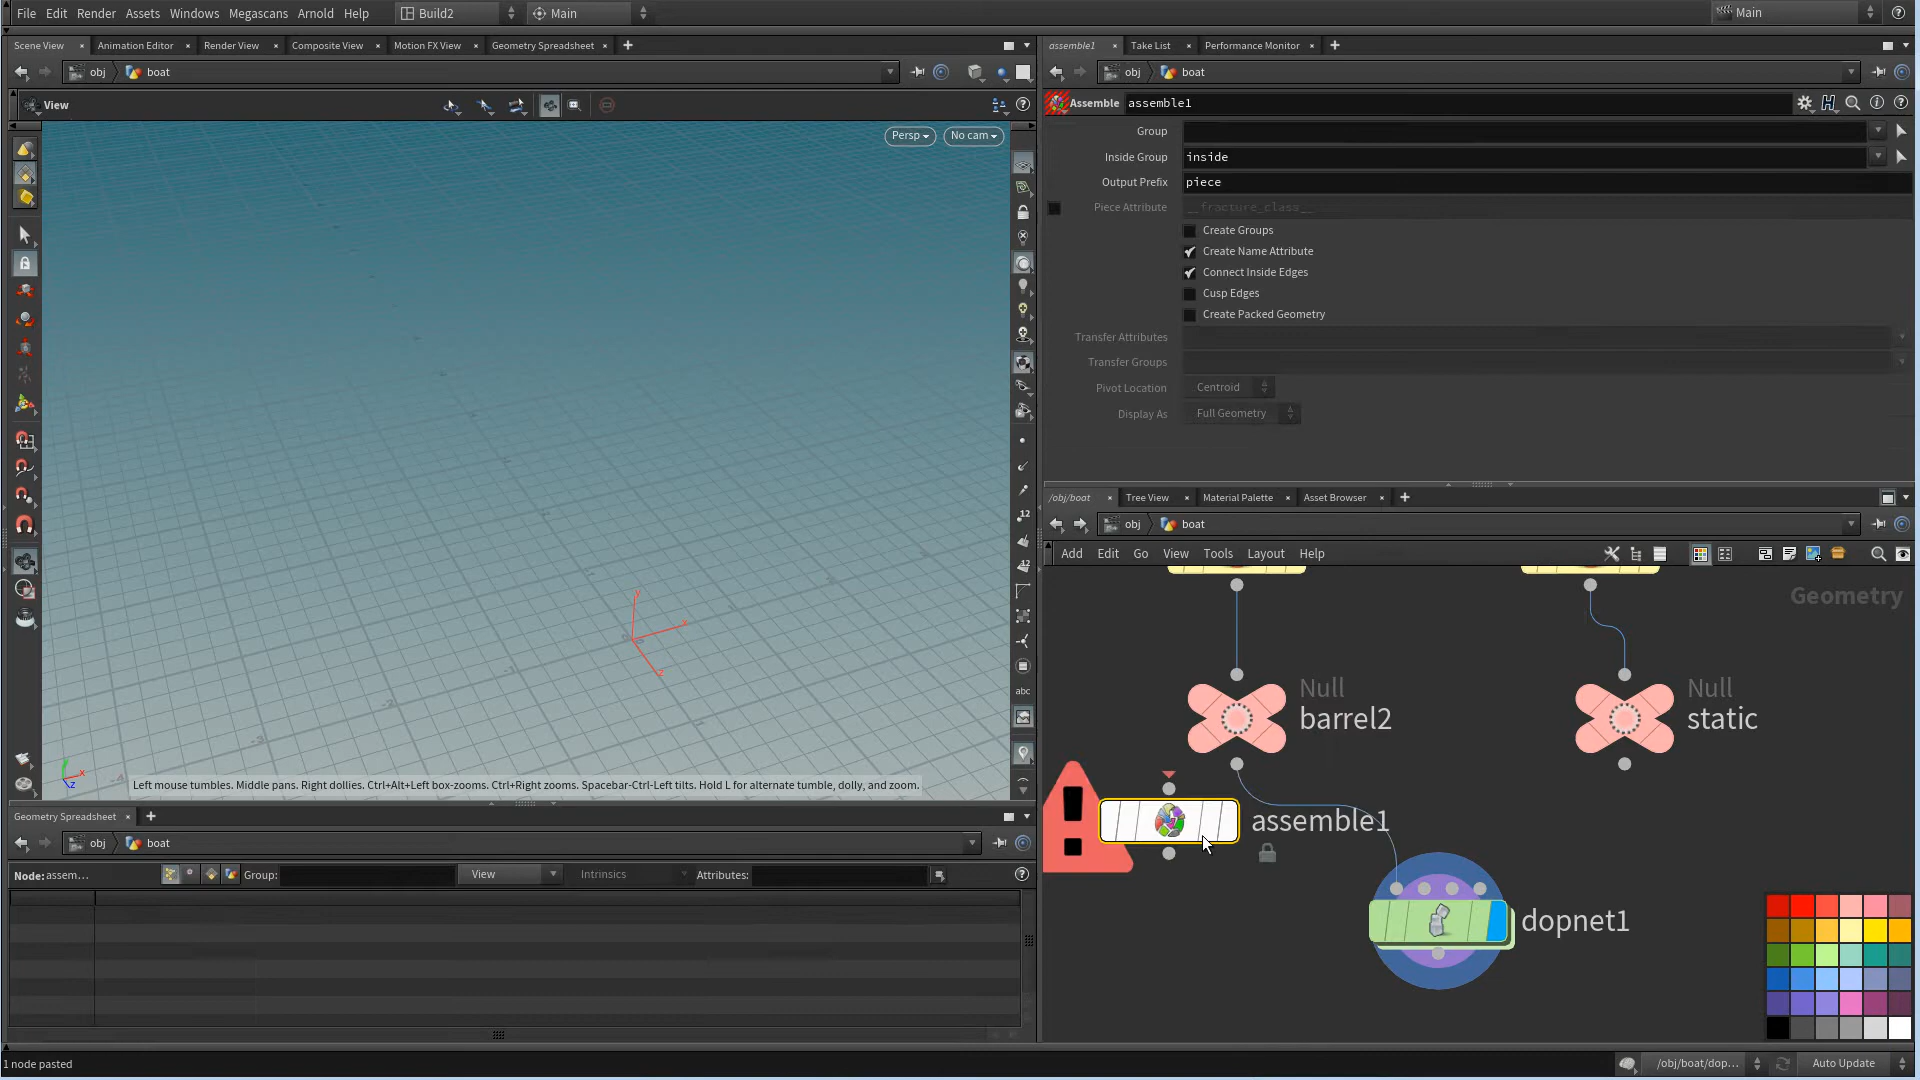 File Edit Render Assets Windows Megascans Arnold Help Build2 Main Main
Scene View Animation Editor Render View Composite View Motion FX View Geometry Spreadsheet
obj boat
View
Persp No cam
y
x
z
x
z
abc
12
12
Left mouse tumbles. Middle pans. Right dollies. Ctrl+Alt+Left box-zooms. Ctrl+Right zooms. Spacebar-Ctrl-Left tilts. Hold L for alternate tumble, dolly, and zoom.
Geometry Spreadsheet
obj boat
Node: assem... Group: View Intrinsics Attributes:
1 node pasted
assemble1 Take List Performance Monitor
obj boat
Assemble assemble1
Group
Inside Group inside
Output Prefix piece
Piece Attribute __fracture_class__
Create Groups
Create Name Attribute
Connect Inside Edges
Cusp Edges
Create Packed Geometry
Transfer Attributes
Transfer Groups
Pivot Location Centroid
Display As Full Geometry
/obj/boat Tree View Material Palette Asset Browser
obj boat
Add Edit Go View Tools Layout Help
Geometry
Null
barrel2
Null
static
assemble1
dopnet1
/obj/boat/dop... Auto Update